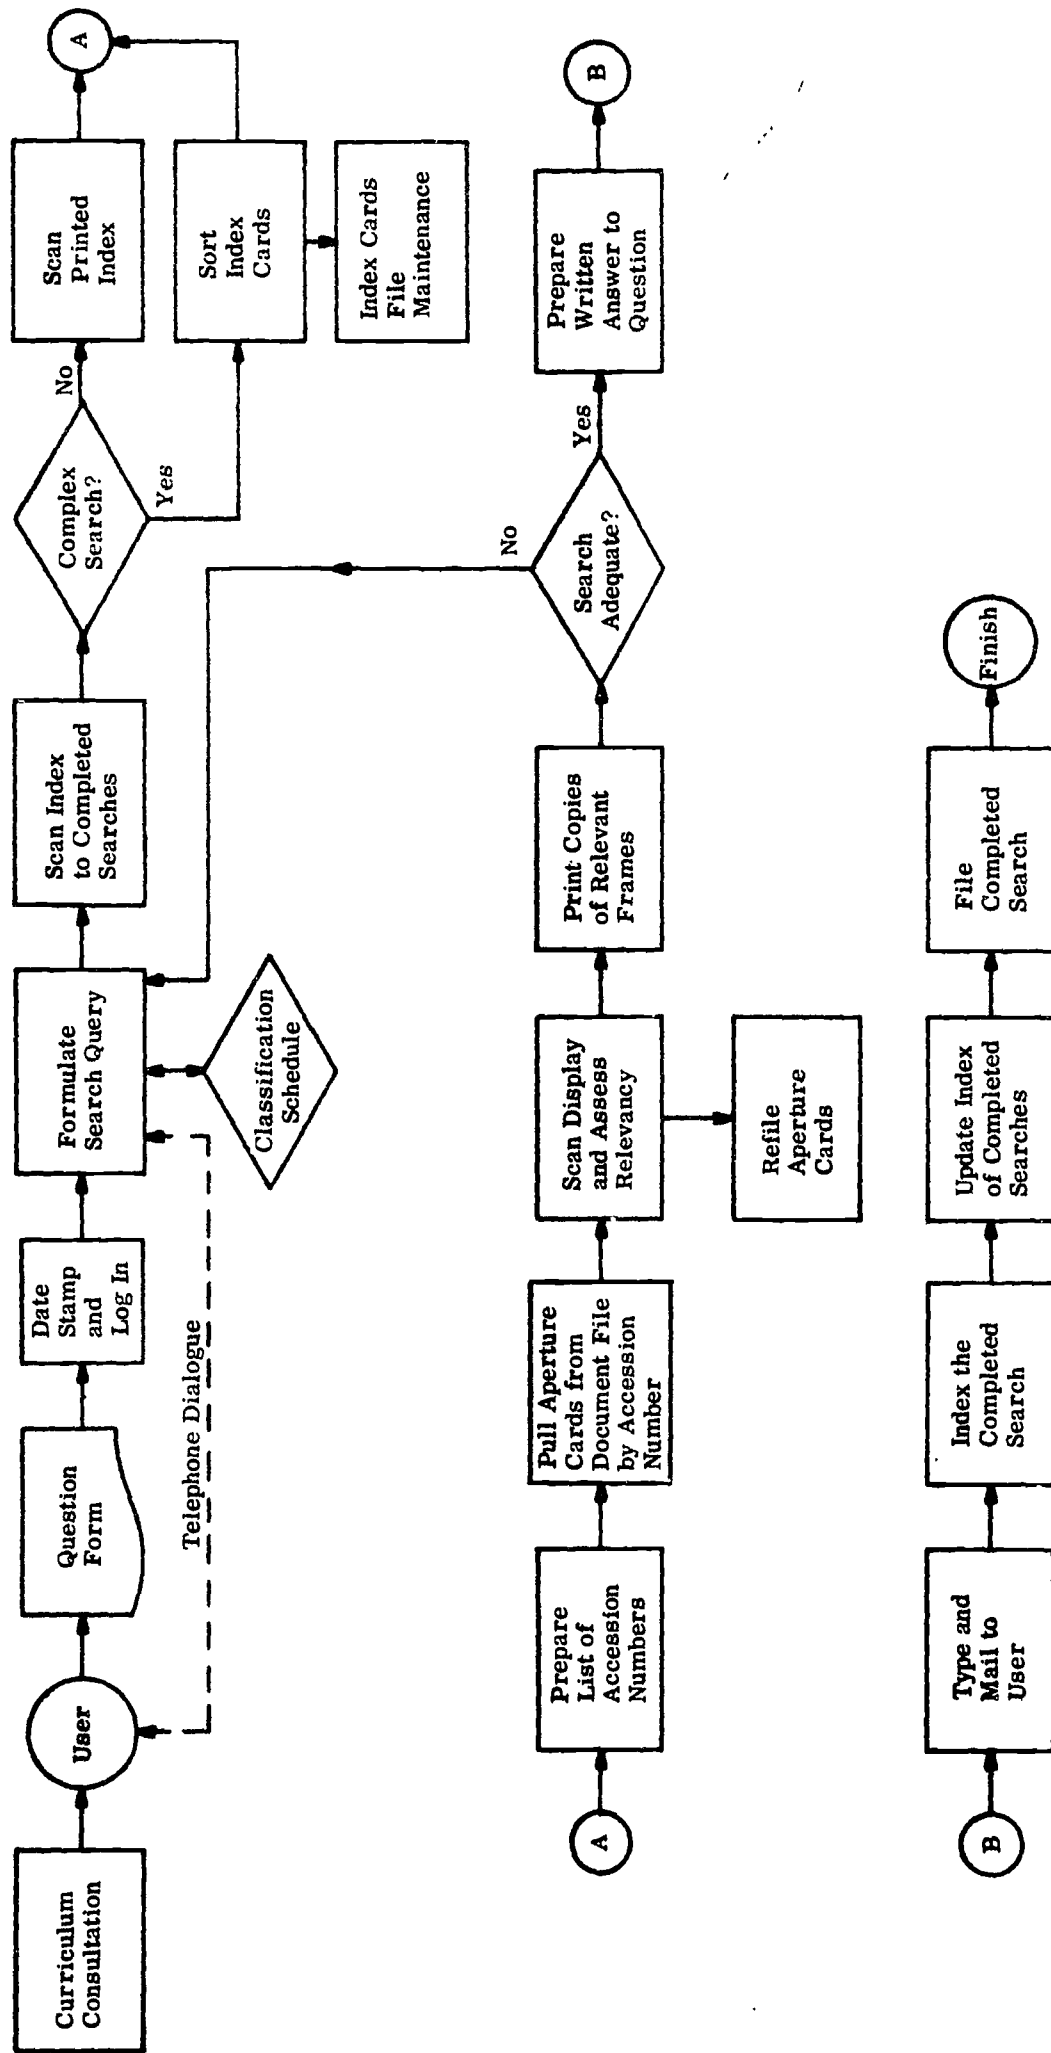 Curriculum
Consultation
User
Question
Form
Date
Stamp
and
Log In
Formulate
Search Query
Scan Index
to Completed
Searches
Complex
Search?
No
Yes
Scan
Printed
Index
A
Sort
Index
Cards
Index Cards
File
Maintenance
Telephone Dialogue
Classification
Schedule
A
Prepare
List of
Accession
Numbers
Pull Aperture
Cards from
Document File
by Accession
Number
Scan Display
and Assess
Relevancy
Refile
Aperture
Cards
Print Copies
of Relevant
Frames
Search
Adequate?
No
Yes
Prepare
Written
Answer to
Question
B
B
Type and
Mail to
User
Index the
Completed
Search
Update Index
of Completed
Searches
File
Completed
Search
Finish